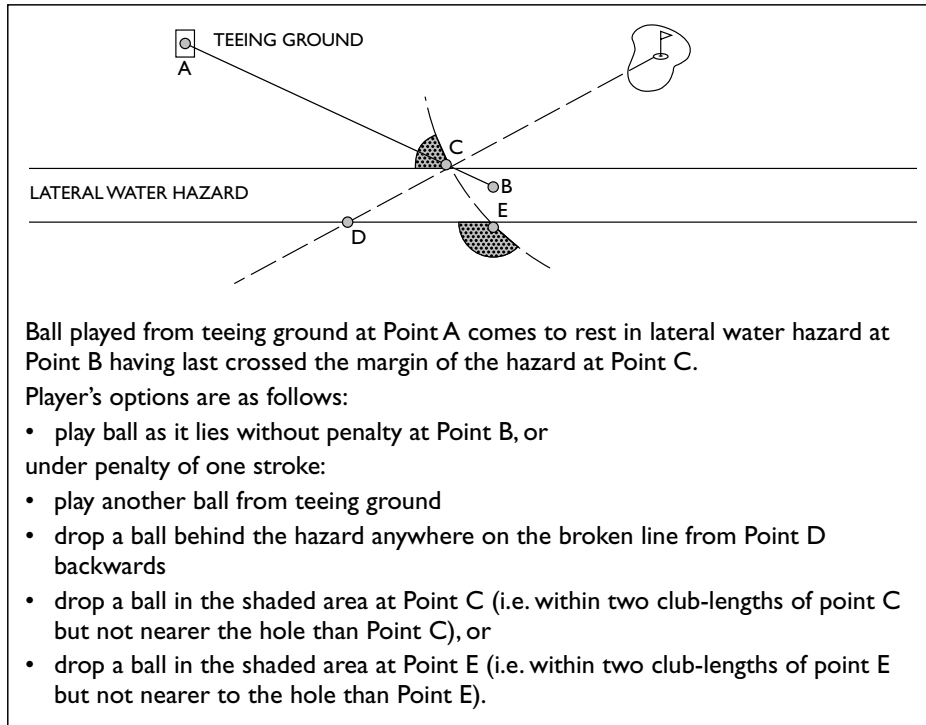 TEEING GROUND
A
C
B
LATERAL WATER HAZARD
E
D
Ball played from teeing ground at Point A comes to rest in lateral water hazard at
Point B having last crossed the margin of the hazard at Point C.
Player’s options are as follows:
• play ball as it lies without penalty at Point B, or
under penalty of one stroke:
• play another ball from teeing ground
• drop a ball behind the hazard anywhere on the broken line from Point D
backwards
• drop a ball in the shaded area at Point C (i.e. within two club-lengths of point C
but not nearer the hole than Point C), or
• drop a ball in the shaded area at Point E (i.e. within two club-lengths of point E
but not nearer to the hole than Point E).